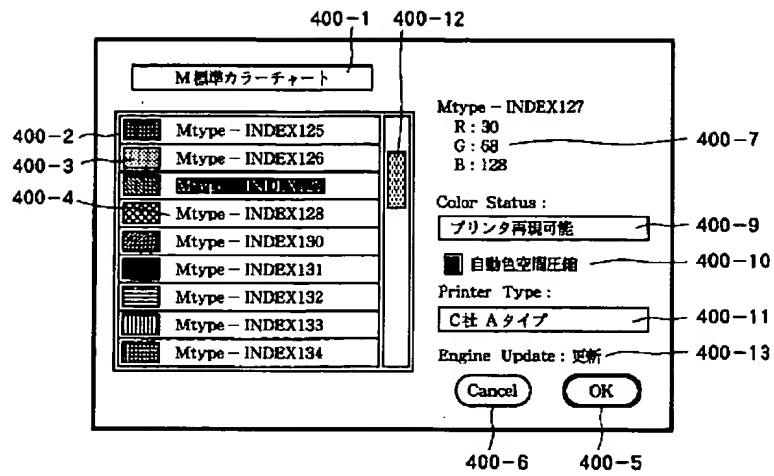 400-1
400-12
M標準カラーチャート
400-2
400-3
400-4
Mtype-INDEX125
Mtype-INDEX126
Mtype-INDEX128
Mtype-INDEX130
Mtype-INDEX131
Mtype-INDEX132
Mtype-INDEX133
Mtype-INDEX134
Mtype-INDEX127
R:30
G:68
B:128
400-7
Color Status:
プリンタ再現可能
400-9
自動色空間圧縮
400-10
Printer Type:
C社 Aタイプ
400-11
Engine Update:更新
400-13
Cancel
OK
400-6
400-5